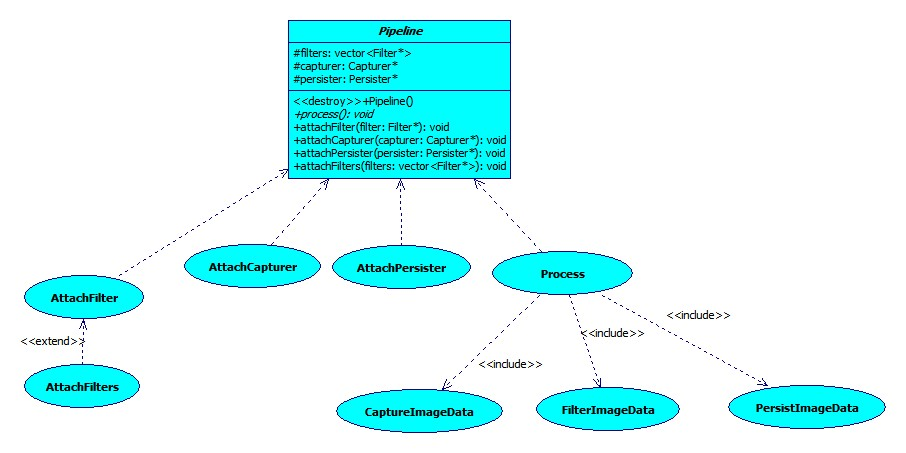 Pipeline
#filters: vector<Filter*>
#capturer: Capturer*
#persister: Persister*
<<destroy>>+Pipeline()
+process(): void
+attachFilter(filter: Filter*): void
+attachCapturer(capturer: Capturer*): void
+attachPersister(persister: Persister*): void
+attachFilters(filters: vector<Filter*>): void
AttachCapturer
AttachPersister
Process
AttachFilter
<<include>>
<<include>>
<<extend>>
<<include>>
AttachFilters
CaptureImageData
FilterImageData
PersistImageData